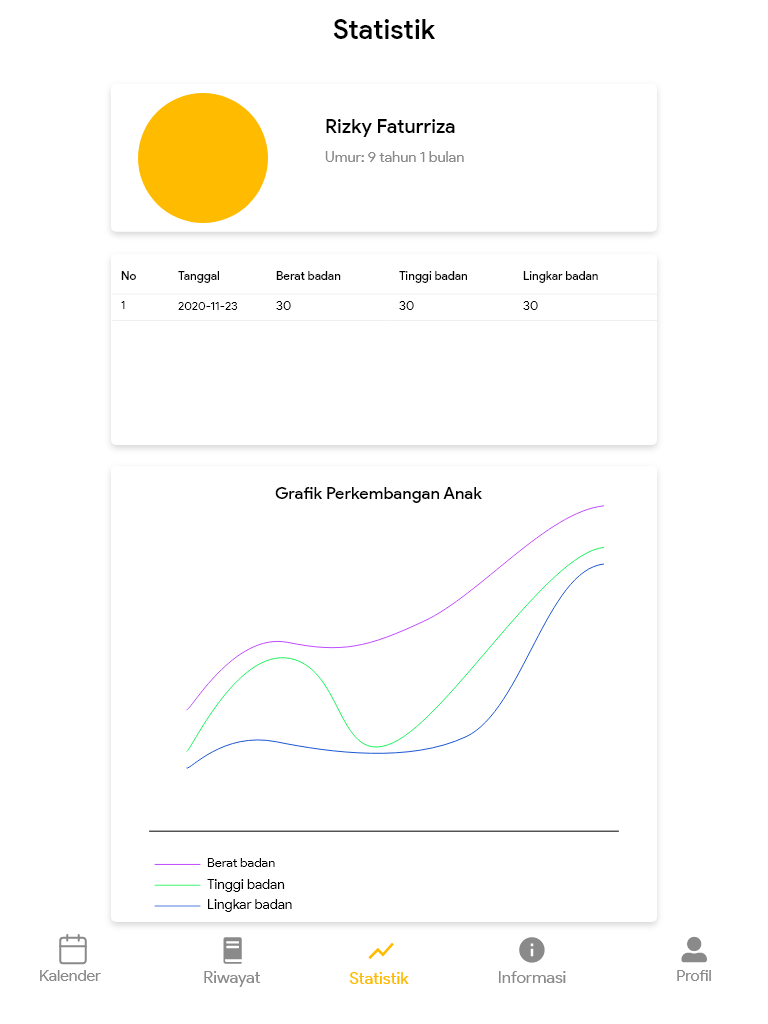 Statistik
Rizky Faturriza
Umur: 9 tahun 1 bulan
No Tanggal Berat badan Tinggi badan Lingkar badan
1 2020-11-23 30 30 30
Grafik Perkembangan Anak
Berat badan
Tinggi badan
Lingkar badan
Kalender Riwayat Statistik Informasi Profil